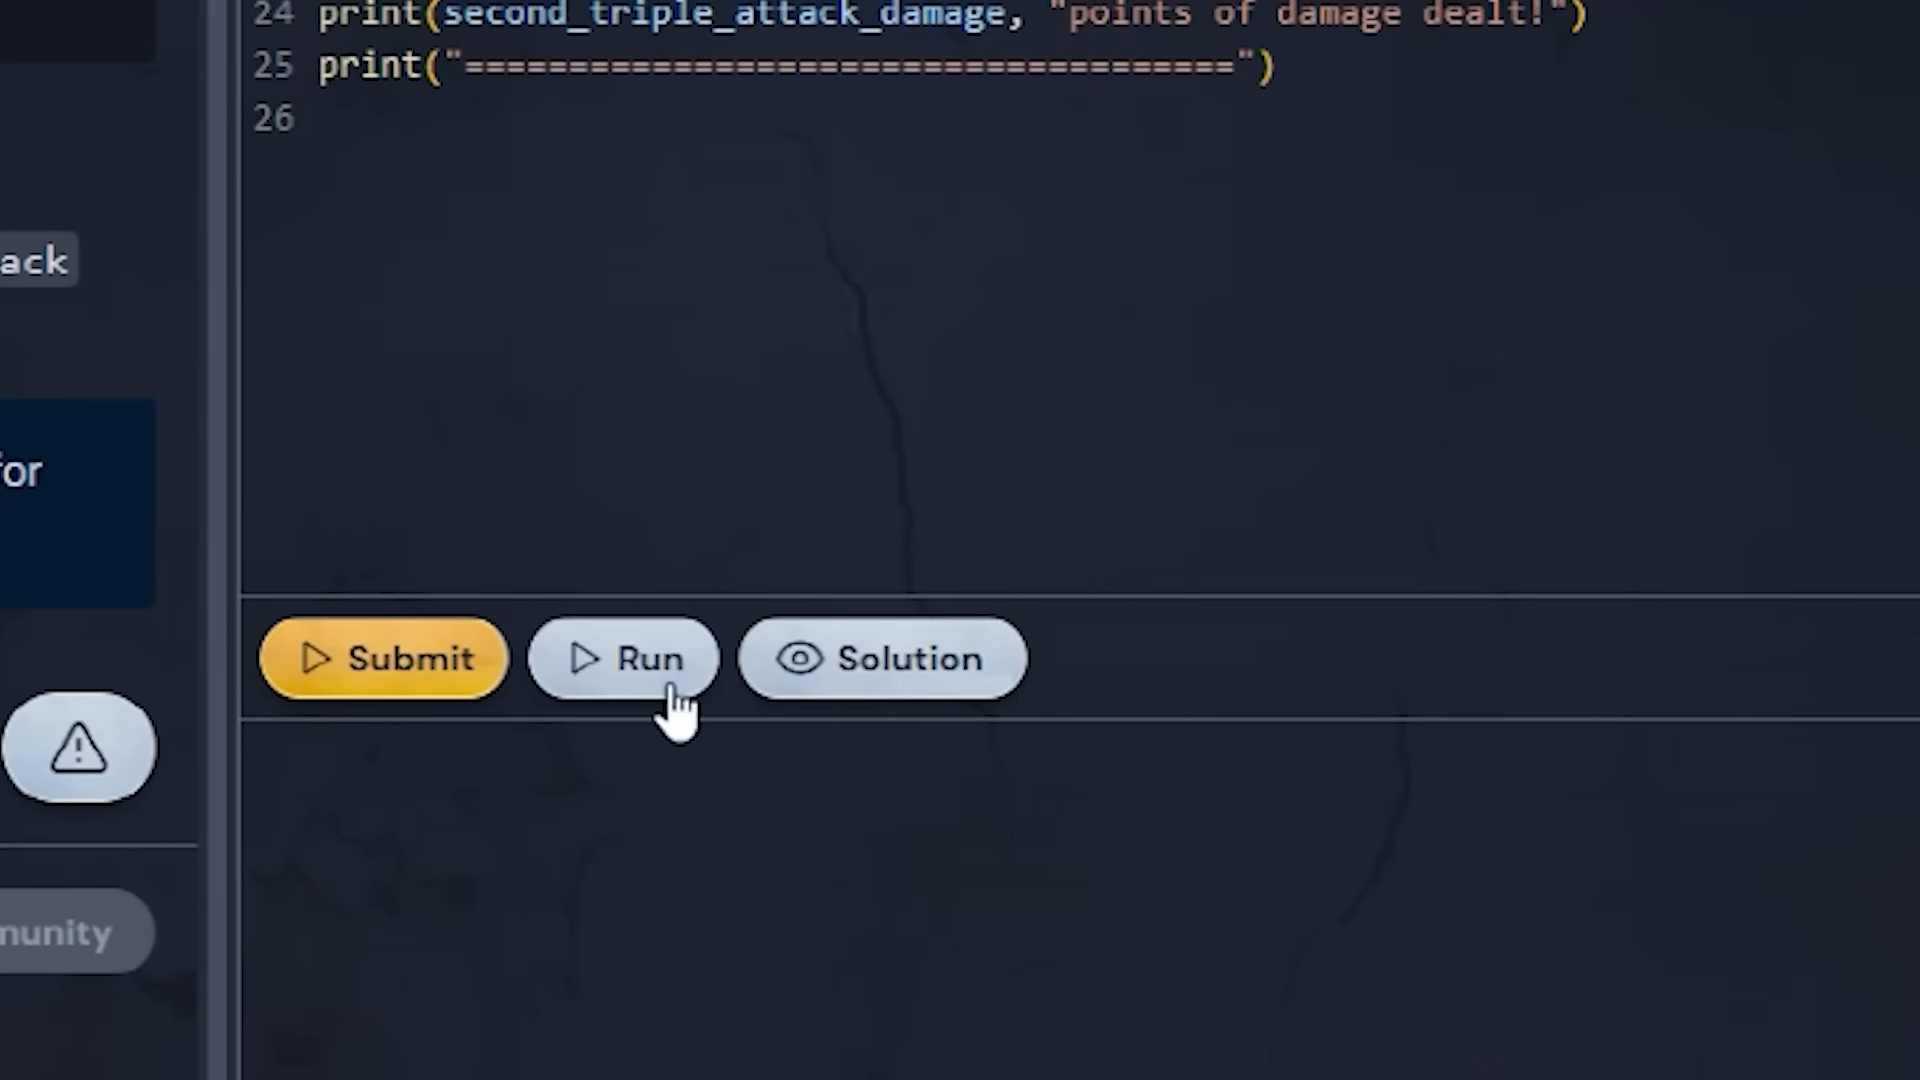 24 print(second_triple_attack_damage, "points of damage dealt!")
25 print("=====================================")
26
ack
for
Submit
Run
Solution
munity